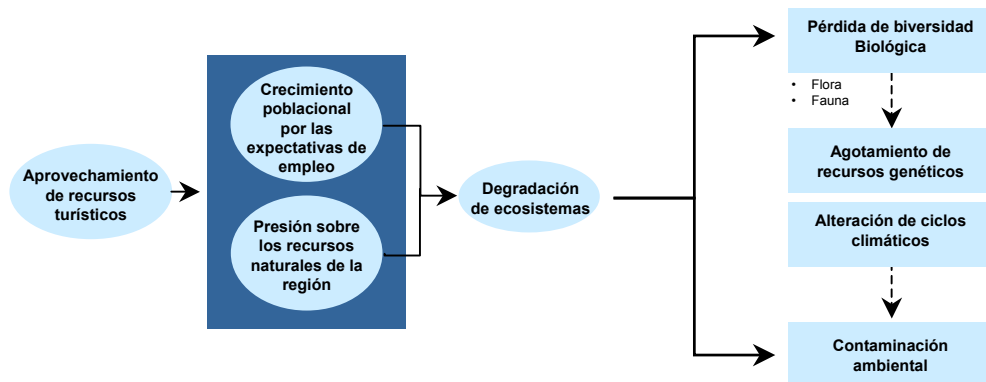 Aprovechamiento
de recursos
turísticos
Crecimiento
poblacional
por las
expectativas de
empleo
Presión sobre
los recursos
naturales de la
región
Degradación
de ecosistemas
Pérdida de biversidad
Biológica
• Flora
• Fauna
Agotamiento de
recursos genéticos
Alteración de ciclos
climáticos
Contaminación
ambiental